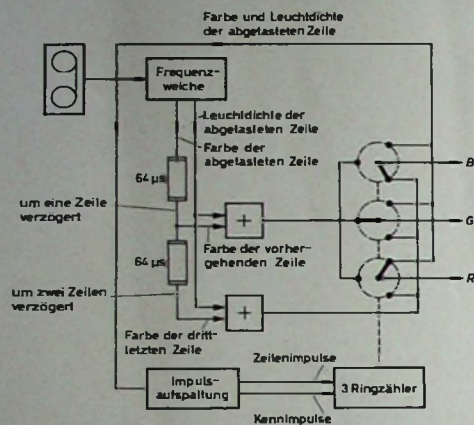 Farbe und Leuchtdichte
der abgetasteten Zeile
Frequenz-
weiche
Leuchtdichte der
abgetasteten Zeile
Farbe der
abgetasteten Zeile
B
64 µs
um eine Zeile
verzögert
+
G
Farbe der vorher-
gehenden Zeile
64 µs
R
um zwei Zeilen
verzögert
+
Farbe der dritt-
letzten Zeile
Zeilenimpulse
Impuls-
aufspaltung
3 Ringzähler
Kennimpulse